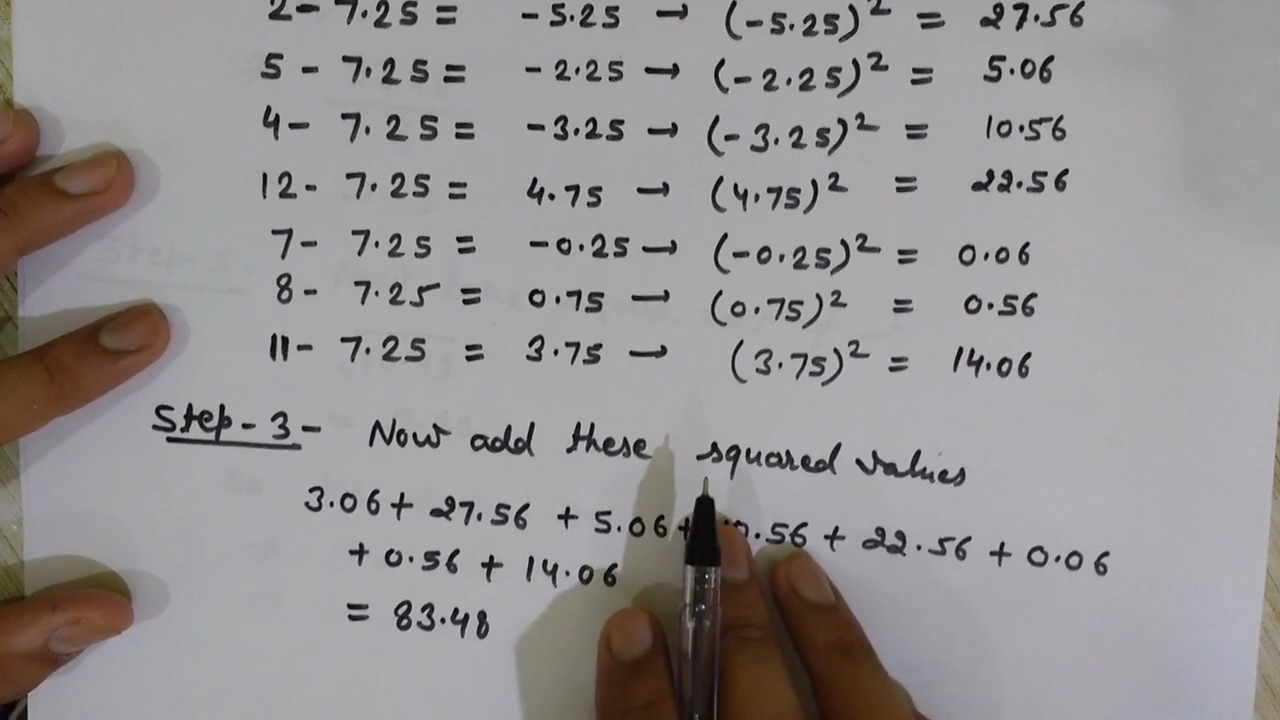 2- 7.25 = -5.25 → (-5.25)² = 27.56
5 - 7.25 = -2.25 → (-2.25)² = 5.06
4- 7.25 = -3.25 → (-3.25)² = 10.56
12- 7.25 = 4.75 → (4.75)² = 22.56
7- 7.25 = -0.25 → (-0.25)² = 0.06
8- 7.25 = 0.75 → (0.75)² = 0.56
11- 7.25 = 3.75 → (3.75)² = 14.06
Step-3- Now add these squared values
3.06+ 27.56 + 5.06+ .56 + 22.56 + 0.06
+ 0.56 + 14.06
= 83.48